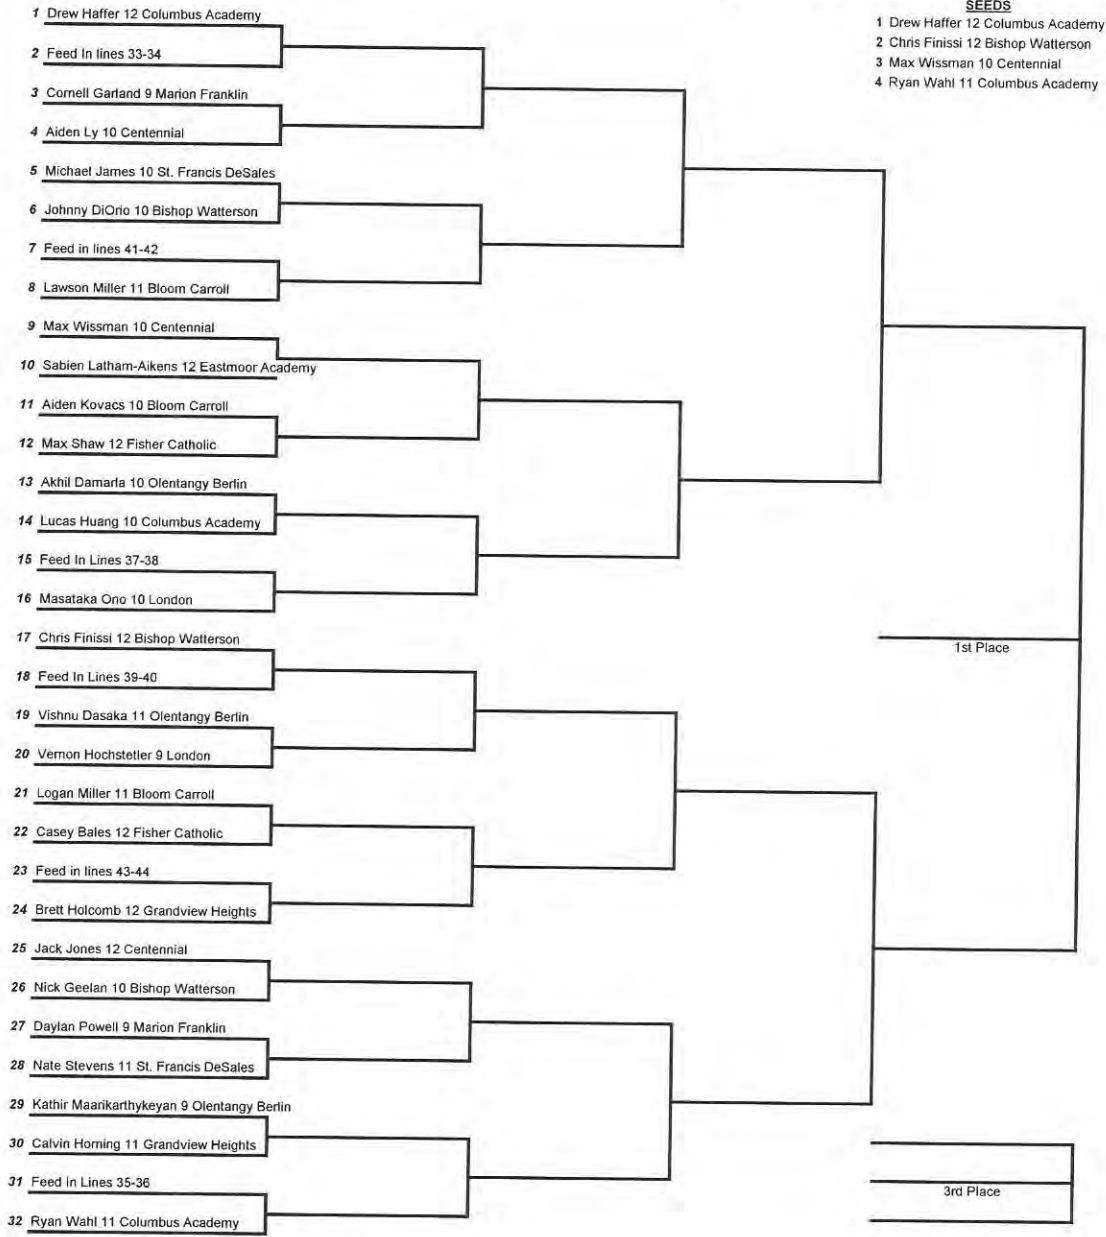 SEEDS
1 Drew Haffer 12 Columbus Academy
2 Chris Finissi 12 Bishop Watterson
3 Max Wissman 10 Centennial
4 Ryan Wahl 11 Columbus Academy
1 Drew Haffer 12 Columbus Academy
2 Feed In lines 33-34
3 Cornell Garland 9 Marion Franklin
4 Aiden Ly 10 Centennial
5 Michael James 10 St. Francis DeSales
6 Johnny DiOrio 10 Bishop Watterson
7 Feed in lines 41-42
8 Lawson Miller 11 Bloom Carroll
9 Max Wissman 10 Centennial
10 Sabien Latham-Aikens 12 Eastmoor Academy
11 Aiden Kovacs 10 Bloom Carroll
12 Max Shaw 12 Fisher Catholic
13 Akhil Damarla 10 Olentangy Berlin
14 Lucas Huang 10 Columbus Academy
15 Feed In Lines 37-38
16 Masataka Ono 10 London
17 Chris Finissi 12 Bishop Watterson
1st Place
18 Feed In Lines 39-40
19 Vishnu Dasaka 11 Olentangy Berlin
20 Vernon Hochstetler 9 London
21 Logan Miller 11 Bloom Carroll
22 Casey Bales 12 Fisher Catholic
23 Feed in lines 43-44
24 Brett Holcomb 12 Grandview Heights
25 Jack Jones 12 Centennial
26 Nick Geelan 10 Bishop Watterson
27 Daylan Powell 9 Marion Franklin
28 Nate Stevens 11 St. Francis DeSales
29 Kathir Maarikarthykeyan 9 Olentangy Berlin
30 Calvin Horning 11 Grandview Heights
31 Feed in Lines 35-36
3rd Place
32 Ryan Wahl 11 Columbus Academy